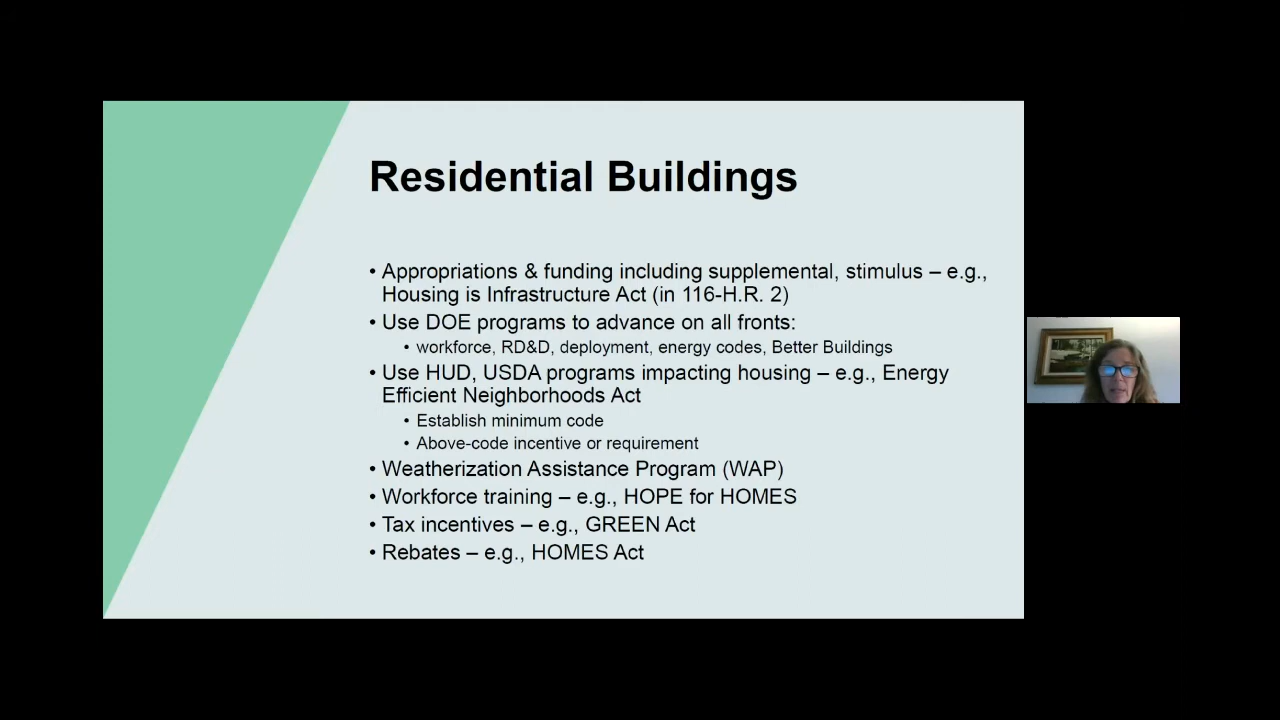 Residential Buildings
• Appropriations & funding including supplemental, stimulus – e.g.,
Housing is Infrastructure Act (in 116-H.R. 2)
• Use DOE programs to advance on all fronts:
• workforce, RD&D, deployment, energy codes, Better Buildings
• Use HUD, USDA programs impacting housing – e.g., Energy
Efficient Neighborhoods Act
• Establish minimum code
• Above-code incentive or requirement
• Weatherization Assistance Program (WAP)
• Workforce training – e.g., HOPE for HOMES
• Tax incentives – e.g., GREEN Act
• Rebates – e.g., HOMES Act